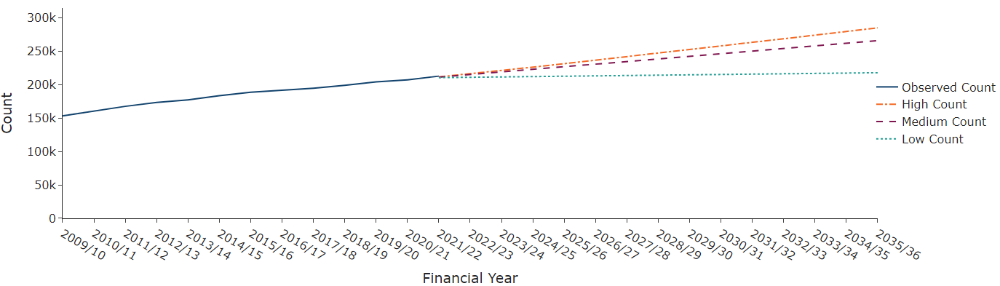 300k
250k
200k
150k
100k
50k
0
Count
2009/10
2010/11
2011/12
2012/13
2013/14
2014/15
2015/16
2016/17
2017/18
2018/19
2019/20
2020/21
2021/22
2022/23
2023/24
2024/25
2025/26
2026/27
2027/28
2028/29
2029/30
2030/31
2031/32
2032/33
2033/34
2034/35
2035/36
Financial Year
Observed Count
High Count
Medium Count
Low Count